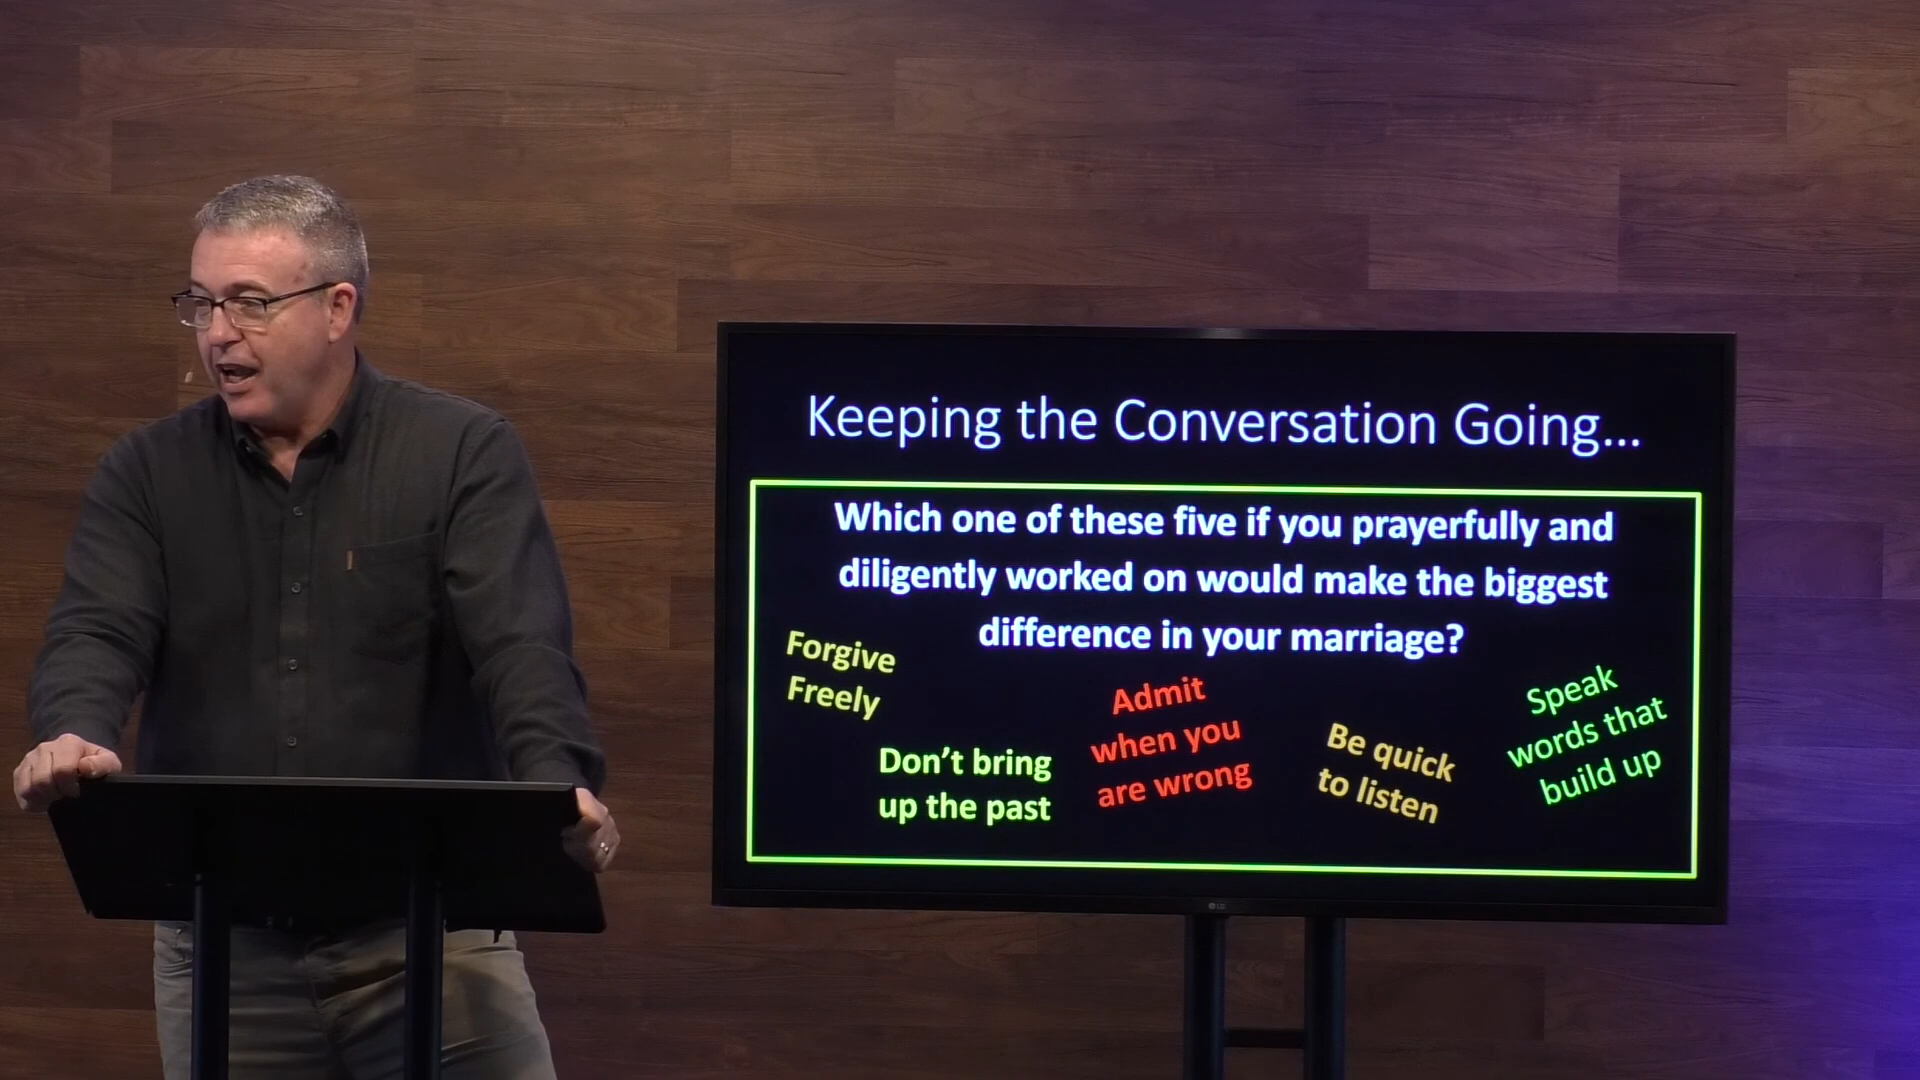 Keeping the Conversation Going...
Which one of these five if you prayerfully and
diligently worked on would make the biggest
difference in your marriage?
Forgive
Freely
Don't bring
up the past
Admit
when you
are wrong
Be quick
to listen
Speak
words that
build up
LG